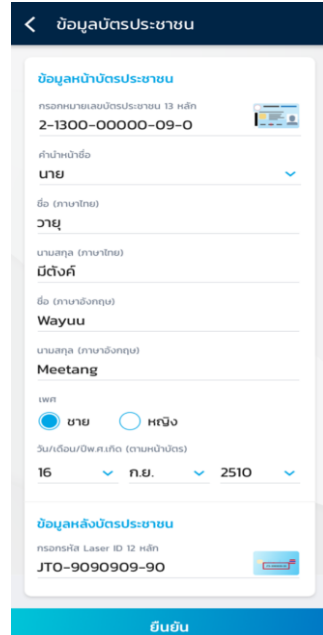 ข้อมูลบัตรประชาชน
ข้อมูลหน้าบัตรประชาชน
กรอกหมายเลขบัตรประชาชน 13 หลัก
2-1300-00000-09-0
คำนำหน้าชื่อ
นาย
ชื่อ (ภาษาไทย)
วายุ
นามสกุล (ภาษาไทย)
มีตังค์
ชื่อ (ภาษาอังกฤษ)
Wayuu
นามสกุล (ภาษาอังกฤษ)
Meetang
เพศ
ชาย หญิง
วัน/เดือน/ปีพ.ศ.เกิด (ตามหน้าบัตร)
16 ก.ย. 2510
ข้อมูลหลังบัตรประชาชน
กรอกรหัส Laser ID 12 หลัก
JT0-9090909-90
ยืนยัน